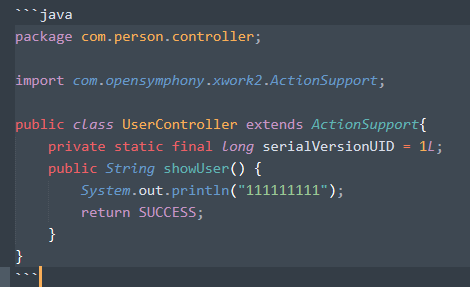 ```java
package com.person.controller;

import com.opensymphony.xwork2.ActionSupport;

public class UserController extends ActionSupport{
    private static final long serialVersionUID = 1L;
    public String showUser() {
        System.out.println("111111111");
        return SUCCESS;
    }
}
```